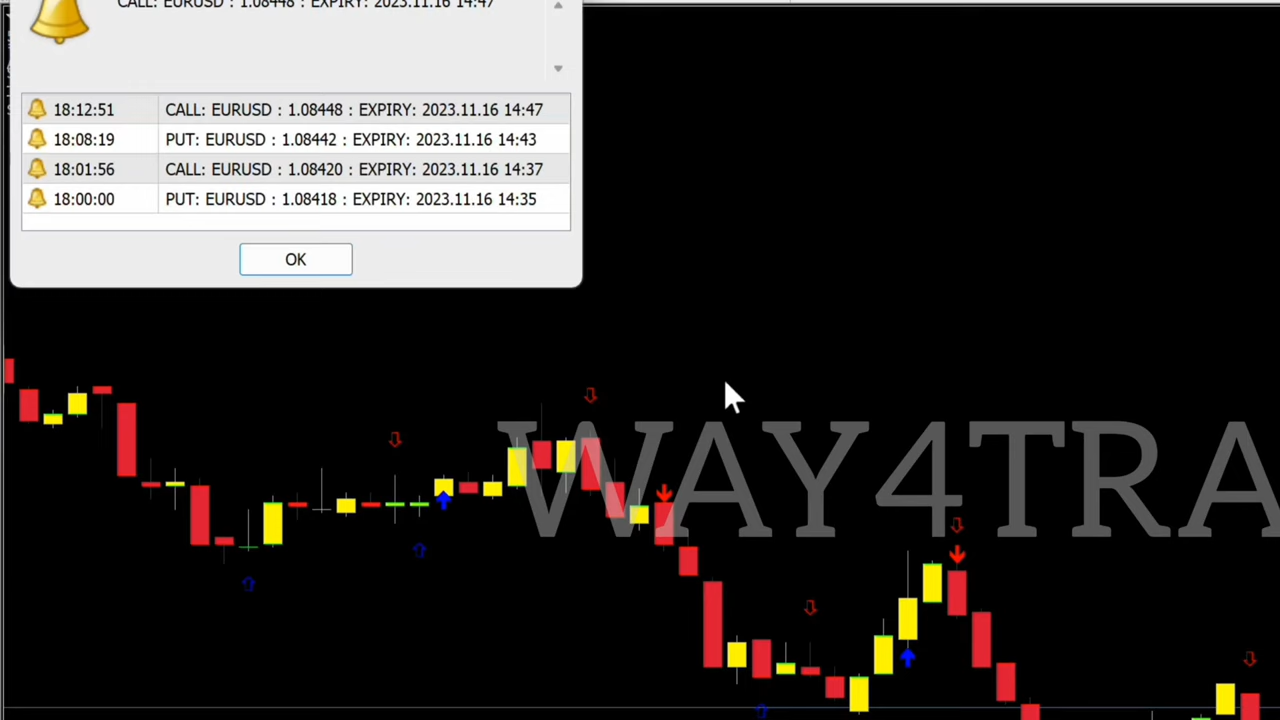 CALL: EURUSD : 1.08448 : EXPIRY: 2023.11.16 14:47
18:12:51 CALL: EURUSD : 1.08448 : EXPIRY: 2023.11.16 14:47
18:08:19 PUT: EURUSD : 1.08442 : EXPIRY: 2023.11.16 14:43
18:01:56 CALL: EURUSD : 1.08420 : EXPIRY: 2023.11.16 14:37
18:00:00 PUT: EURUSD : 1.08418 : EXPIRY: 2023.11.16 14:35
OK
WAY4TRA